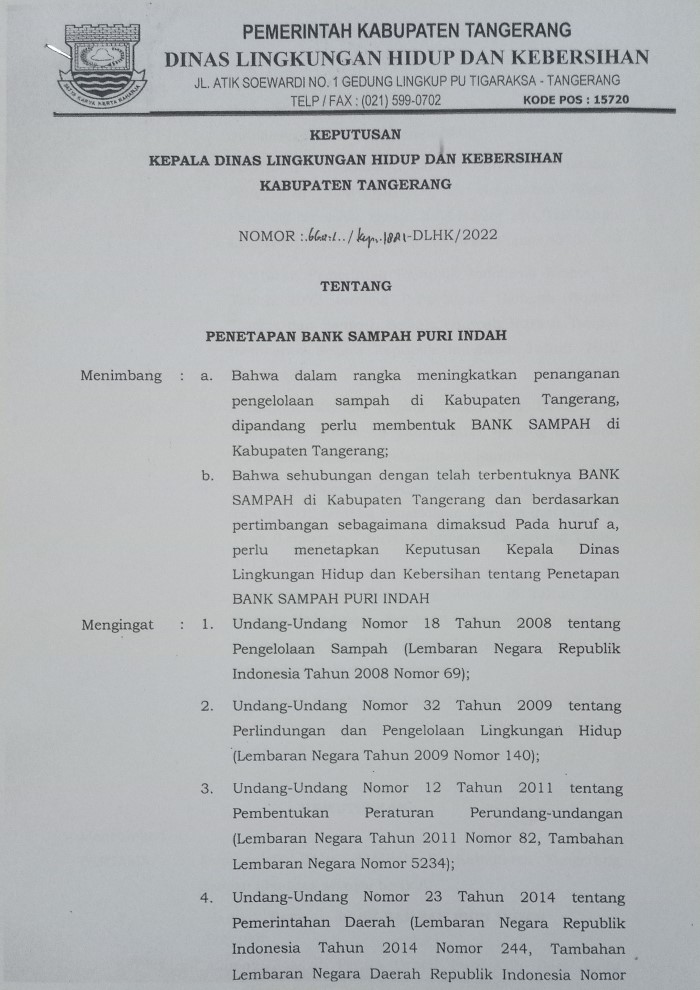 PEMERINTAH KABUPATEN TANGERANG
DINAS LINGKUNGAN HIDUP DAN KEBERSIHAN
JL. ATIK SOEWARDI NO. 1 GEDUNG LINGKUP PU TIGARAKSA - TANGERANG
TELP / FAX : (021) 599-0702 KODE POS : 15720
KEPUTUSAN
KEPALA DINAS LINGKUNGAN HIDUP DAN KEBERSIHAN
KABUPATEN TANGERANG
NOMOR : -DLHK/2022
TENTANG
PENETAPAN BANK SAMPAH PURI INDAH
Menimbang : a. Bahwa dalam rangka meningkatkan penanganan
pengelolaan sampah di Kabupaten Tangerang,
dipandang perlu membentuk BANK SAMPAH di
Kabupaten Tangerang;
b. Bahwa sehubungan dengan telah terbentuknya BANK
SAMPAH di Kabupaten Tangerang dan berdasarkan
pertimbangan sebagaimana dimaksud Pada huruf a,
perlu menetapkan Keputusan Kepala Dinas
Lingkungan Hidup dan Kebersihan tentang Penetapan
BANK SAMPAH PURI INDAH
Mengingat : 1. Undang-Undang Nomor 18 Tahun 2008 tentang
Pengelolaan Sampah (Lembaran Negara Republik
Indonesia Tahun 2008 Nomor 69);
2. Undang-Undang Nomor 32 Tahun 2009 tentang
Perlindungan dan Pengelolaan Lingkungan Hidup
(Lembaran Negara Tahun 2009 Nomor 140);
3. Undang-Undang Nomor 12 Tahun 2011 tentang
Pembentukan Peraturan Perundang-undangan
(Lembaran Negara Tahun 2011 Nomor 82, Tambahan
Lembaran Negara Nomor 5234);
4. Undang-Undang Nomor 23 Tahun 2014 tentang
Pemerintahan Daerah (Lembaran Negara Republik
Indonesia Tahun 2014 Nomor 244, Tambahan
Lembaran Negara Daerah Republik Indonesia Nomor